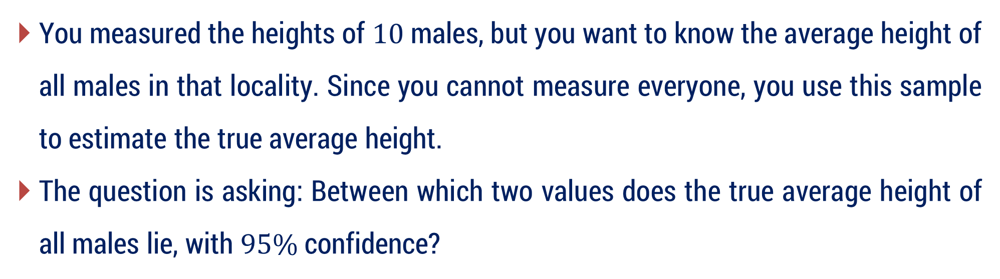 You measured the heights of 10 males, but you want to know the average height of
all males in that locality. Since you cannot measure everyone, you use this sample
to estimate the true average height.
The question is asking: Between which two values does the true average height of
all males lie, with 95% confidence?